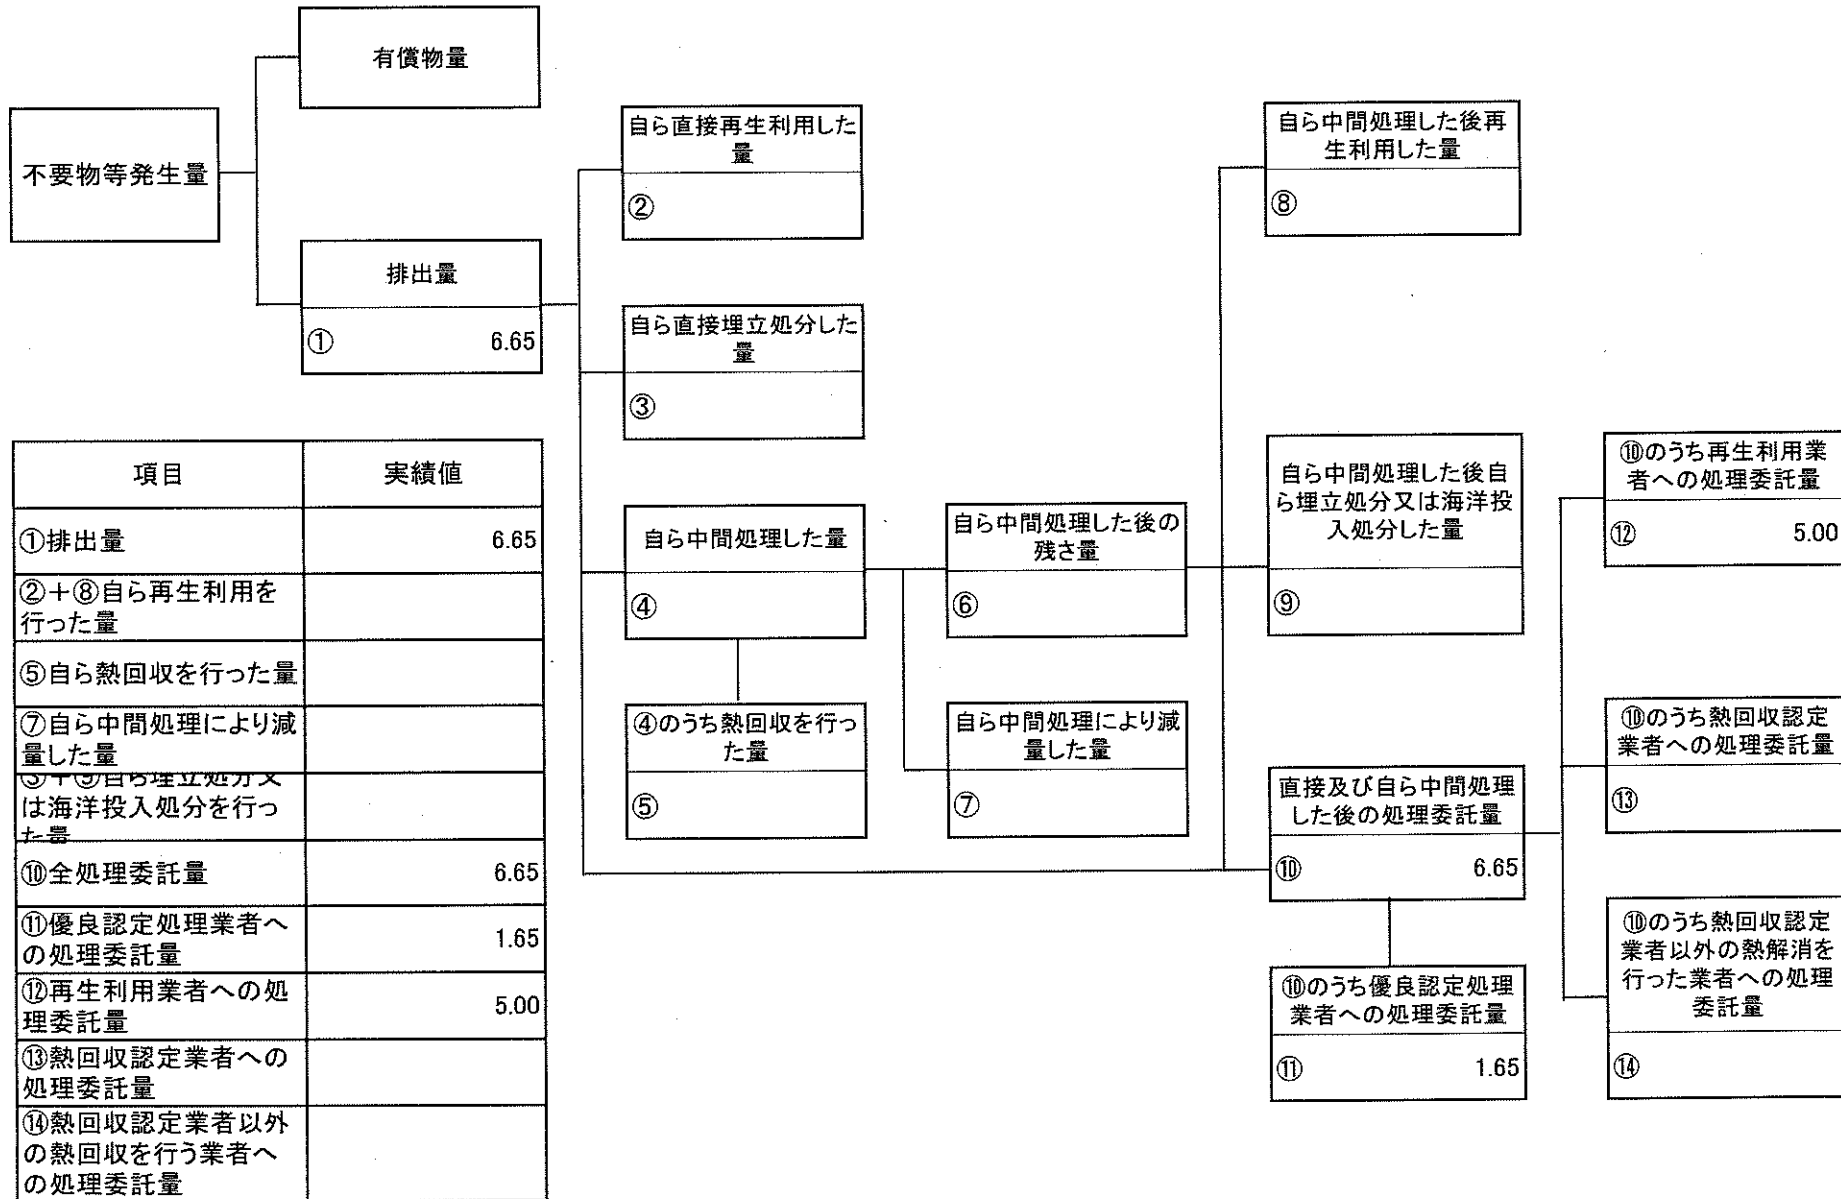 有償物量
不要物等発生量
排出量
① 6.65
自ら直接再生利用した
量
②
自ら直接埋立処分した
量
③
自ら中間処理した量
④
④のうち熱回収を行っ
た量
⑤
自ら中間処理した後の
残さ量
⑥
自ら中間処理により減
量した量
⑦
自ら中間処理した後再
生利用した量
⑧
自ら中間処理した後自
ら埋立処分又は海洋投
入処分した量
⑨
直接及び自ら中間処理
した後の処理委託量
⑩ 6.65
⑩のうち優良認定処理
業者への処理委託量
⑪ 1.65
⑩のうち再生利用業
者への処理委託量
⑫ 5.00
⑩のうち熱回収認定
業者への処理委託量
⑬
⑩のうち熱回収認定
業者以外の熱解消を
行った業者への処理
委託量
⑭
項目 実績値
①排出量 6.65
②+⑧自ら再生利用を
行った量
⑤自ら熱回収を行った量
⑦自ら中間処理により減
量した量
③+⑨自ら埋立処分又
は海洋投入処分を行っ
た量
⑩全処理委託量 6.65
⑪優良認定処理業者へ
の処理委託量 1.65
⑫再生利用業者への処
理委託量 5.00
⑬熱回収認定業者への
処理委託量
⑭熱回収認定業者以外
の熱回収を行う業者へ
の処理委託量